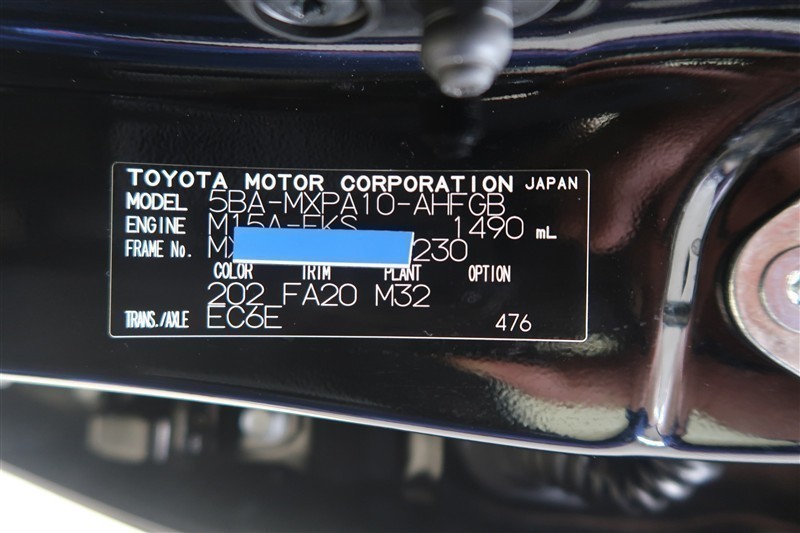 TOYOTA MOTOR CORPORATION JAPAN
MODEL 5BA-MXPA10-AHFGB
ENGINE M15A-FKS 1490 mL
FRAME No. MX 230
COLOR TRIM PLANT OPTION
202 FA20 M32
TRANS./AXLE EC6E 476